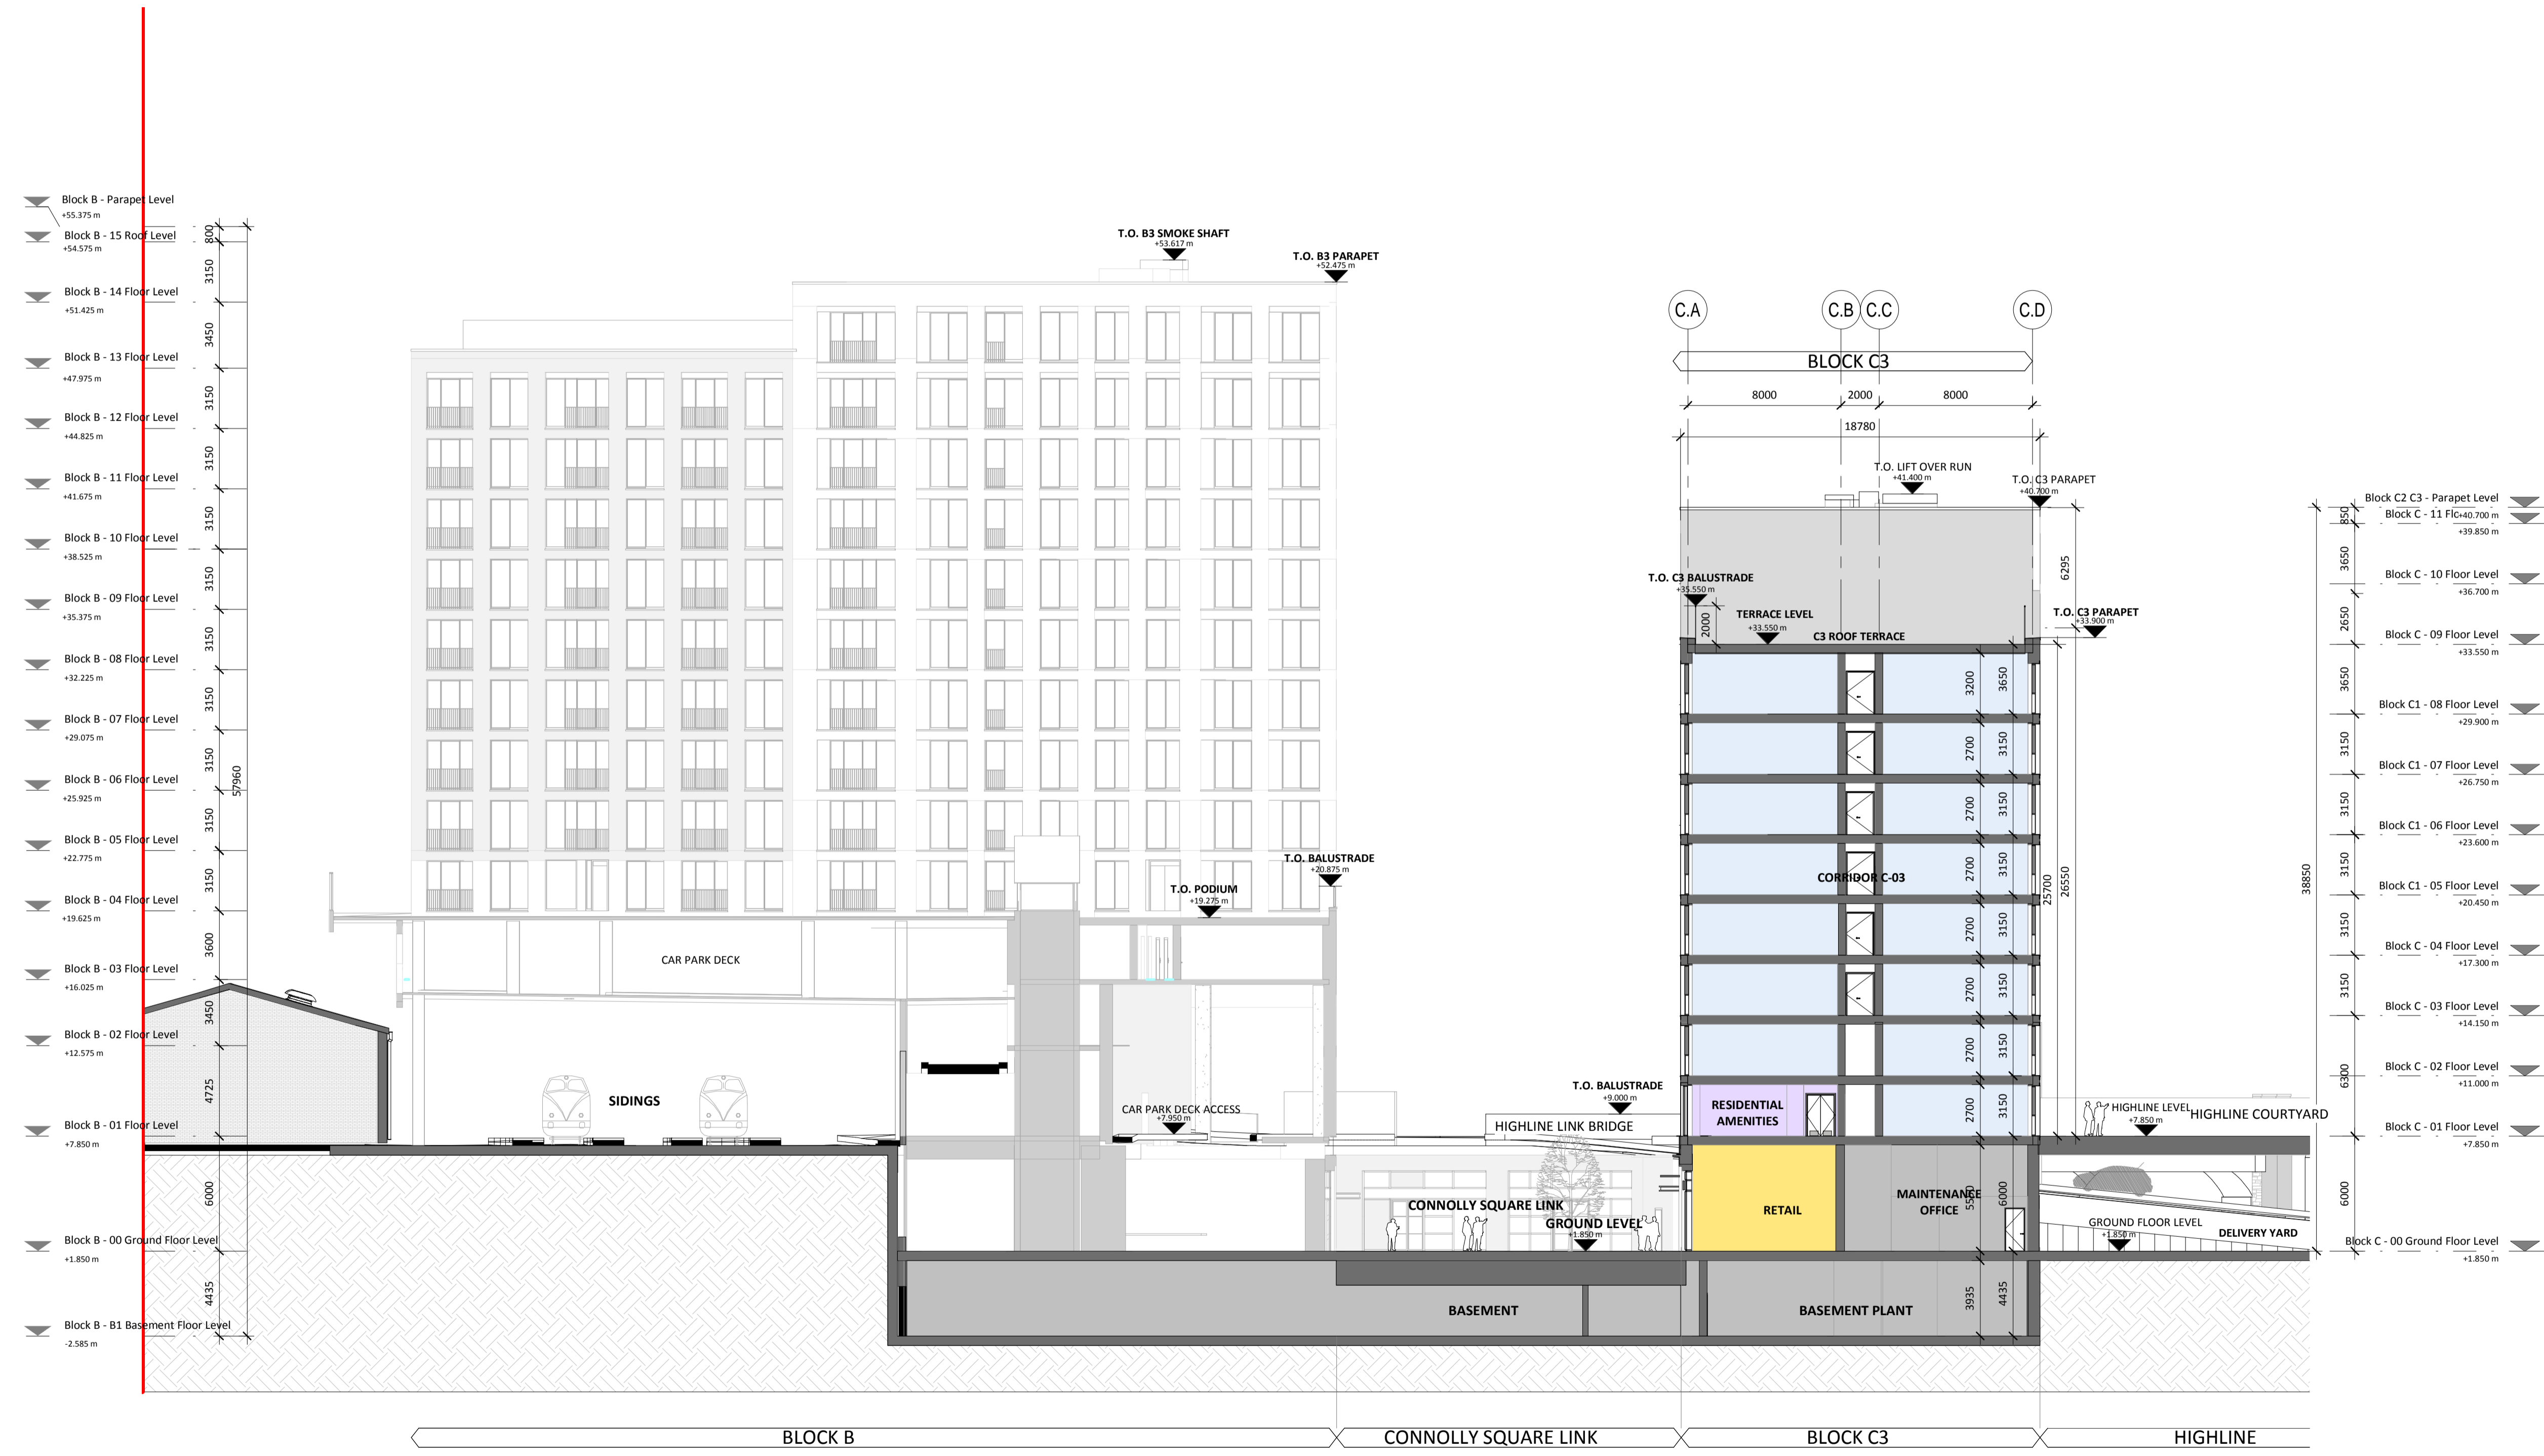 Block B - Parapet Level
+55.375 m
Block B - 15 Roof Level
+54.575 m
Block B - 14 Floor Level
+51.425 m
Block B - 13 Floor Level
+47.975 m
Block B - 12 Floor Level
+44.825 m
Block B - 11 Floor Level
+41.675 m
Block B - 10 Floor Level
+38.525 m
Block B - 09 Floor Level
+35.375 m
Block B - 08 Floor Level
+32.225 m
Block B - 07 Floor Level
+29.075 m
Block B - 06 Floor Level
+25.925 m
Block B - 05 Floor Level
+22.775 m
Block B - 04 Floor Level
+19.625 m
Block B - 03 Floor Level
+16.025 m
Block B - 02 Floor Level
+12.575 m
Block B - 01 Floor Level
+7.850 m
Block B - 00 Ground Floor Level
+1.850 m
Block B - B1 Basement Floor Level
-2.585 m
800
3150
3450
3150
3150
3150
3150
3150
3150
3150
3150
3150
3600
34500
4725
6000
4435
57960
T.O. B3 SMOKE SHAFT
+53.617 m
T.O. B3 PARAPET
+52.475 m
CAR PARK DECK
SIDINGS
T.O. PODIUM
+19.275 m
T.O. BALUSTRADE
+20.875 m
CAR PARK DECK ACCESS
+7.950 m
T.O. BALUSTRADE
+9.000 m
HIGHLINE LINK BRIDGE
CONNOLLY SQUARE LINK
GROUND LEVEL
+1.850 m
BASEMENT
C.A
C.B
C.C
C.D
BLOCK C3
8000
2000
8000
18780
T.O. LIFT OVER RUN
+41.400 m
T.O. C3 PARAPET
+40.700 m
T.O. C3 BALUSTRADE
+35.550 m
2000
TERRACE LEVEL
+33.550 m
C3 ROOF TERRACE
T.O. C3 PARAPET
+33.900 m
6295
3200
3650
2700
3150
2700
3150
2700
3150
CORRIDOR C-03
2700
3150
2700
3150
2700
3150
2700
3150
25700
26550
RESIDENTIAL
AMENITIES
RETAIL
MAINTENANCE
OFFICE
5500
6000
BASEMENT PLANT
3935
4435
HIGHLINE LEVEL
+7.850 m
HIGHLINE COURTYARD
GROUND FLOOR LEVEL
+1.850 m
DELIVERY YARD
38850
850
3650
2650
3650
3150
3150
3150
3150
3150
6300
6000
Block C2 C3 - Parapet Level
+40.700 m
Block C - 11 Flo
+39.850 m
Block C - 10 Floor Level
+36.700 m
Block C - 09 Floor Level
+33.550 m
Block C1 - 08 Floor Level
+29.900 m
Block C1 - 07 Floor Level
+26.750 m
Block C1 - 06 Floor Level
+23.600 m
Block C1 - 05 Floor Level
+20.450 m
Block C - 04 Floor Level
+17.300 m
Block C - 03 Floor Level
+14.150 m
Block C - 02 Floor Level
+11.000 m
Block C - 01 Floor Level
+7.850 m
Block C - 00 Ground Floor Level
+1.850 m
BLOCK B
CONNOLLY SQUARE LINK
BLOCK C3
HIGHLINE